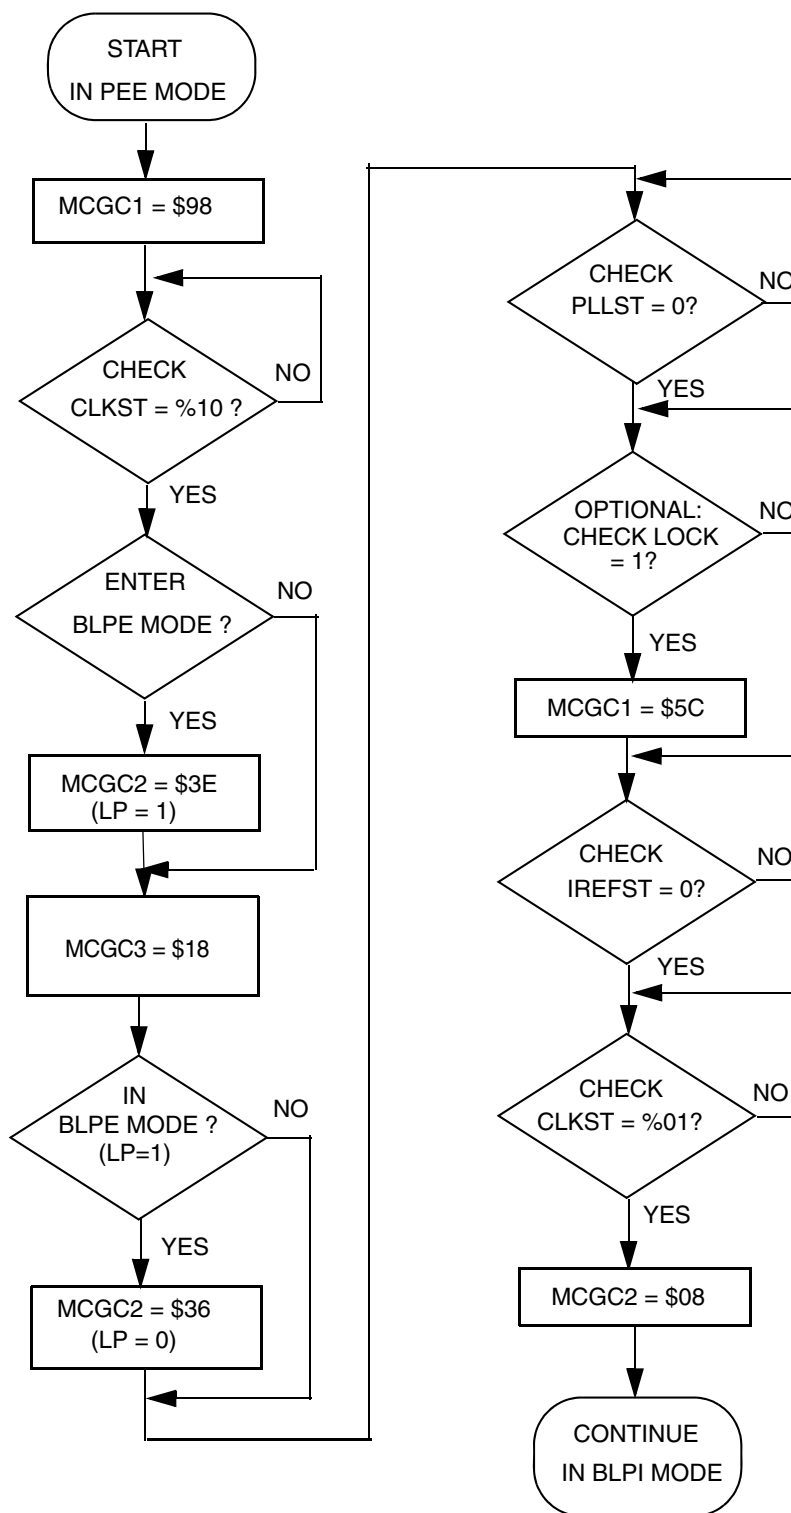 START
IN PEE MODE
MCGC1 = $98
CHECK
CLKST = %10 ?
NO
YES
ENTER
BLPE MODE ?
NO
YES
MCGC2 = $3E
(LP = 1)
MCGC3 = $18
IN
BLPE MODE ?
(LP=1)
NO
YES
MCGC2 = $36
(LP = 0)
CHECK
PLLST = 0?
NO
YES
OPTIONAL:
CHECK LOCK
= 1?
NO
YES
MCGC1 = $5C
CHECK
IREFST = 0?
NO
YES
CHECK
CLKST = %01?
NO
YES
MCGC2 = $08
CONTINUE
IN BLPI MODE